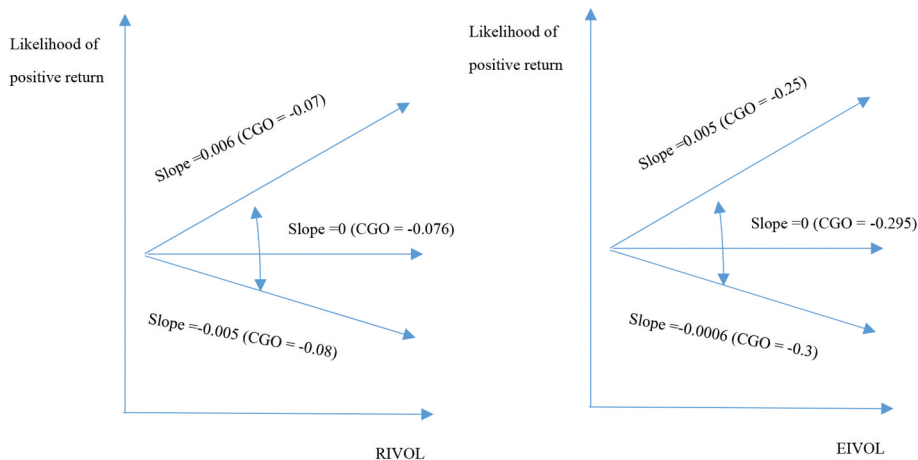 Likelihood of
positive return
Slope =0.006 (CGO = -0.07)
Slope =0 (CGO = -0.076)
Slope =-0.005 (CGO = -0.08)
RIVOL
Likelihood of
positive return
Slope =0.005 (CGO = -0.25)
Slope =0 (CGO = -0.295)
Slope =-0.0006 (CGO = -0.3)
EIVOL